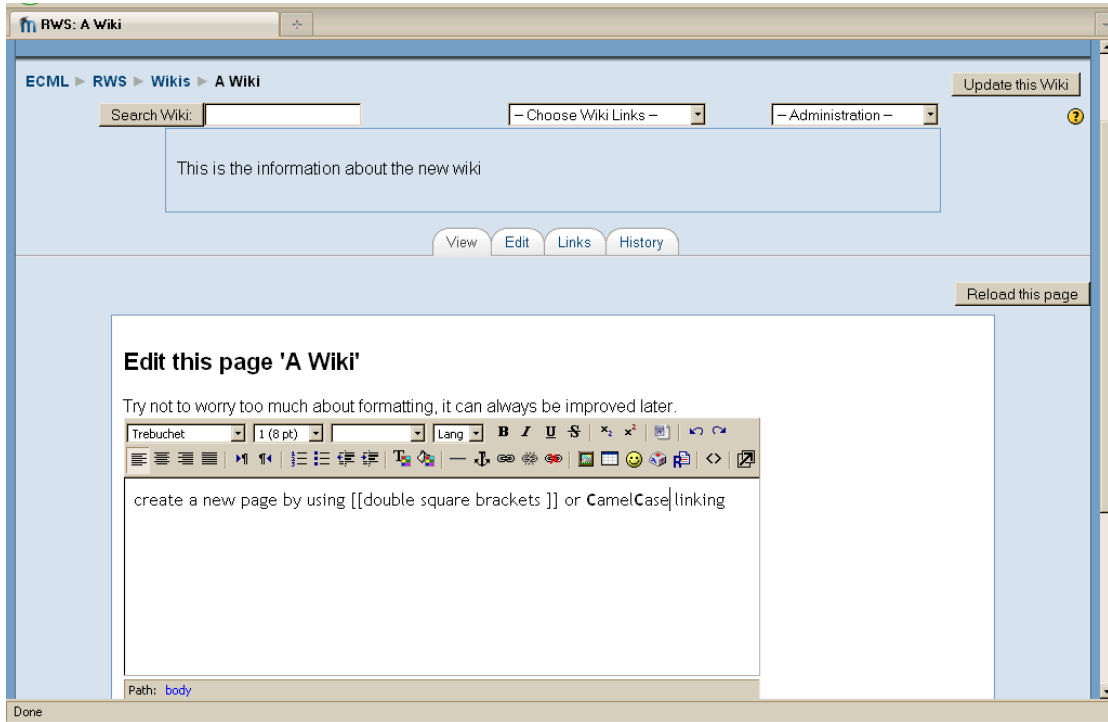 RWS: A Wiki
ECML ► RWS ► Wikis ► A Wiki
Update this Wiki
Search Wiki:
– Choose Wiki Links –
– Administration –
?
This is the information about the new wiki
View Edit Links History
Reload this page
Edit this page 'A Wiki'
Try not to worry too much about formatting, it can always be improved later.
Trebuchet 1 (8 pt) Lang B I U S x₂ x²
create a new page by using [[double square brackets ]] or CamelCase linking
Path: body
Done